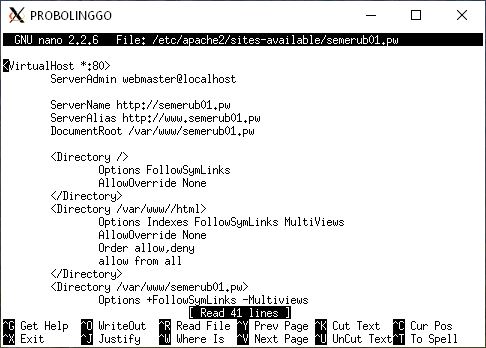 PROBOLINGGO
GNU nano 2.2.6 File: /etc/apache2/sites-available/semerub01.pw
<VirtualHost *:80>
ServerAdmin webmaster@localhost
ServerName http://semerub01.pw
ServerAlias http://www.semerub01.pw
DocumentRoot /var/www/semerub01.pw
<Directory />
Options FollowSymLinks
AllowOverride None
</Directory>
<Directory /var/www//html>
Options Indexes FollowSymLinks MultiViews
AllowOverride None
Order allow,deny
allow from all
</Directory>
<Directory /var/www/semerub01.pw>
Options +FollowSymLinks -Multiviews
[ Read 41 lines ]
^G Get Help ^O WriteOut ^R Read File ^Y Prev Page ^K Cut Text ^C Cur Pos
^X Exit ^J Justify ^W Where Is ^V Next Page ^U UnCut Text ^T To Spell